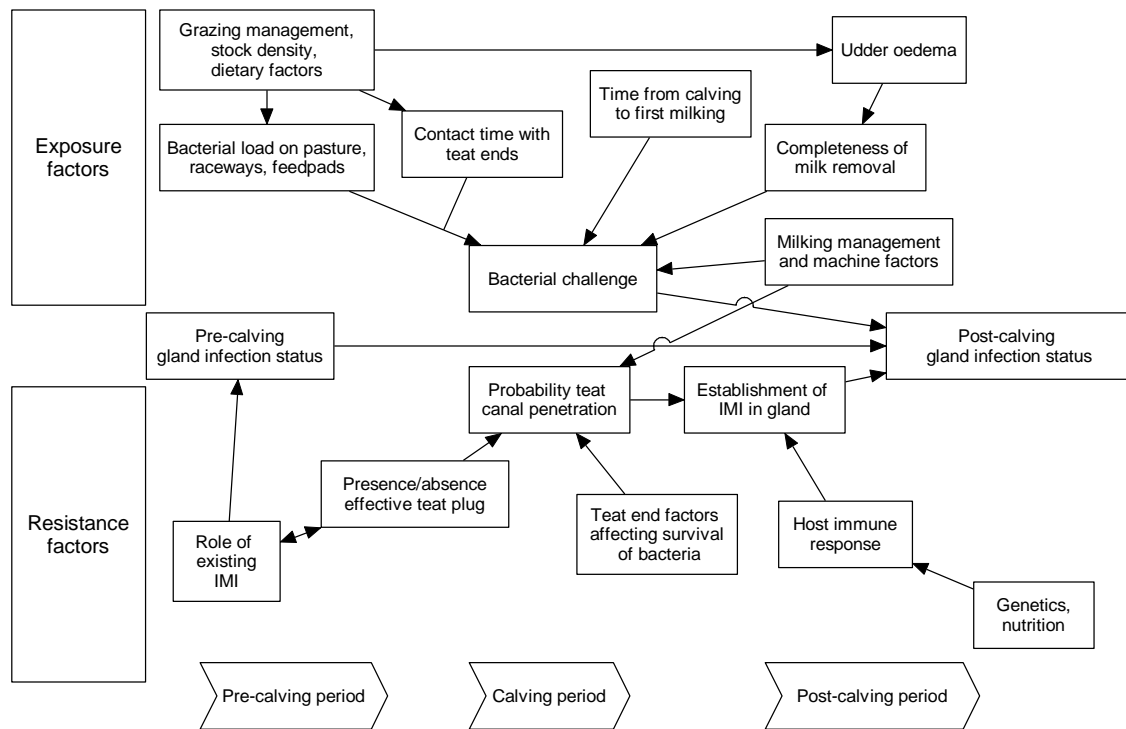 Exposure
factors
Grazing management,
stock density,
dietary factors
Udder oedema
Time from calving
to first milking
Contact time with
teat ends
Bacterial load on pasture,
raceways, feedpads
Completeness of
milk removal
Milking management
and machine factors
Bacterial challenge
Pre-calving
gland infection status
Post-calving
gland infection status
Resistance
factors
Probability teat
canal penetration
Establishment of
IMI in gland
Presence/absence
effective teat plug
Role of
existing
IMI
Teat end factors
affecting survival
of bacteria
Host immune
response
Genetics,
nutrition
Pre-calving period
Calving period
Post-calving period